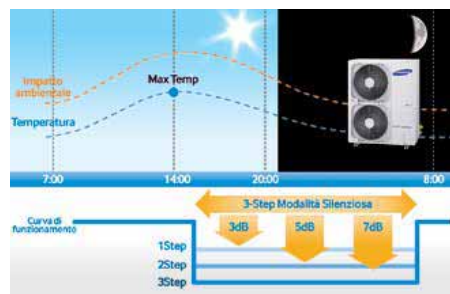 Impatto
ambientale
Max Temp
Temperatura
SAMSUNG
7:00
14:00
20:00
8:00
3-Step Modalità Silenziosa
Curva di
funzionamento
3dB
5dB
7dB
1Step
2Step
3Step